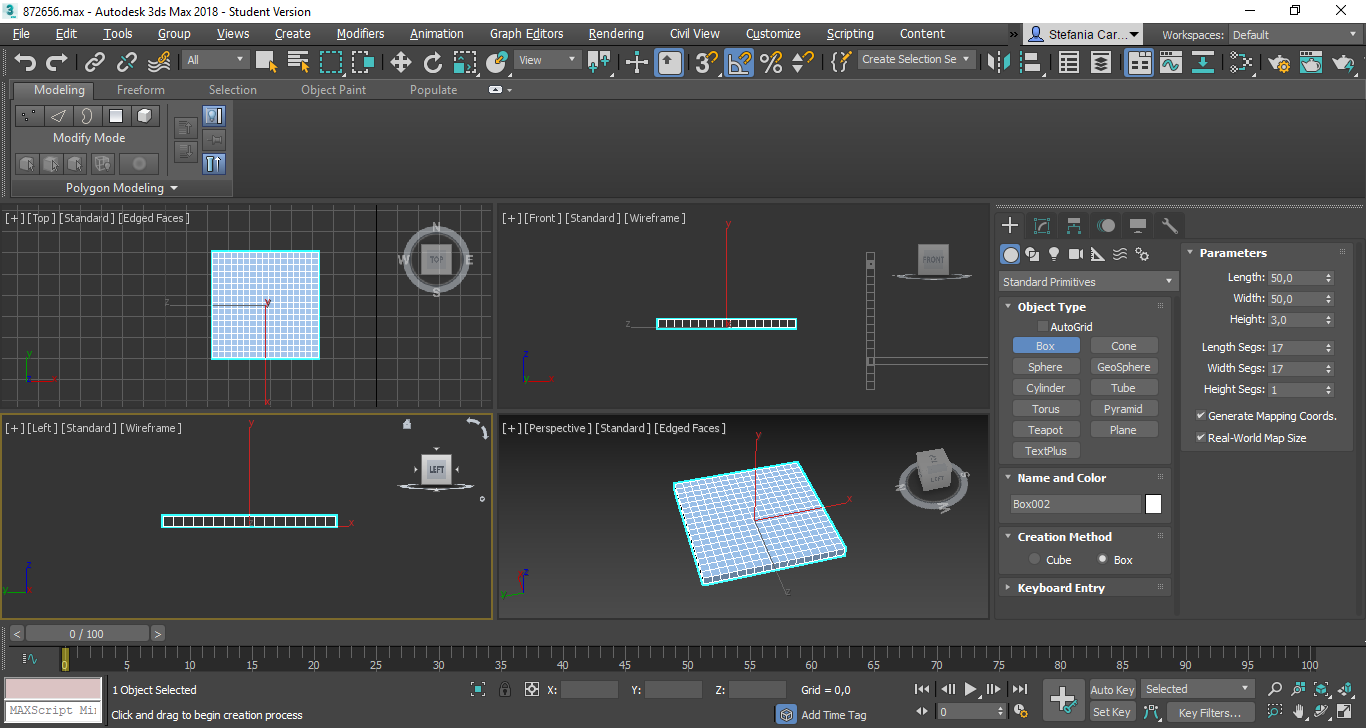 872656.max - Autodesk 3ds Max 2018 - Student Version
File Edit Tools Group Views Create Modifiers Animation Graph Editors Rendering Civil View Customize Scripting Content » Stefania Car... Workspaces: Default
All View Create Selection Se
Modeling Freeform Selection Object Paint Populate
Modify Mode
Polygon Modeling
[+] [Top] [Standard] [Edged Faces]
N
W TOP E
S
z y
y
z x
x
[+] [Front] [Standard] [Wireframe]
y
FRONT
z
z
y x
[+] [Left] [Standard] [Wireframe]
y
LEFT
x
z
y
[+] [Perspective] [Standard] [Edged Faces]
y
LEFT
x
z
z
y
Standard Primitives
Object Type
AutoGrid
Box Cone
Sphere GeoSphere
Cylinder Tube
Torus Pyramid
Teapot Plane
TextPlus
Name and Color
Box002
Creation Method
Cube Box
Keyboard Entry
Parameters
Length: 50,0
Width: 50,0
Height: 3,0
Length Segs: 17
Width Segs: 17
Height Segs: 1
Generate Mapping Coords.
Real-World Map Size
< 0 / 100 >
0 5 10 15 20 25 30 35 40 45 50 55 60 65 70 75 80 85 90 95 100
1 Object Selected X: Y: Z: Grid = 0,0 Auto Key Selected
MAXScript Mi Click and drag to begin creation process Add Time Tag 0 Set Key Key Filters...